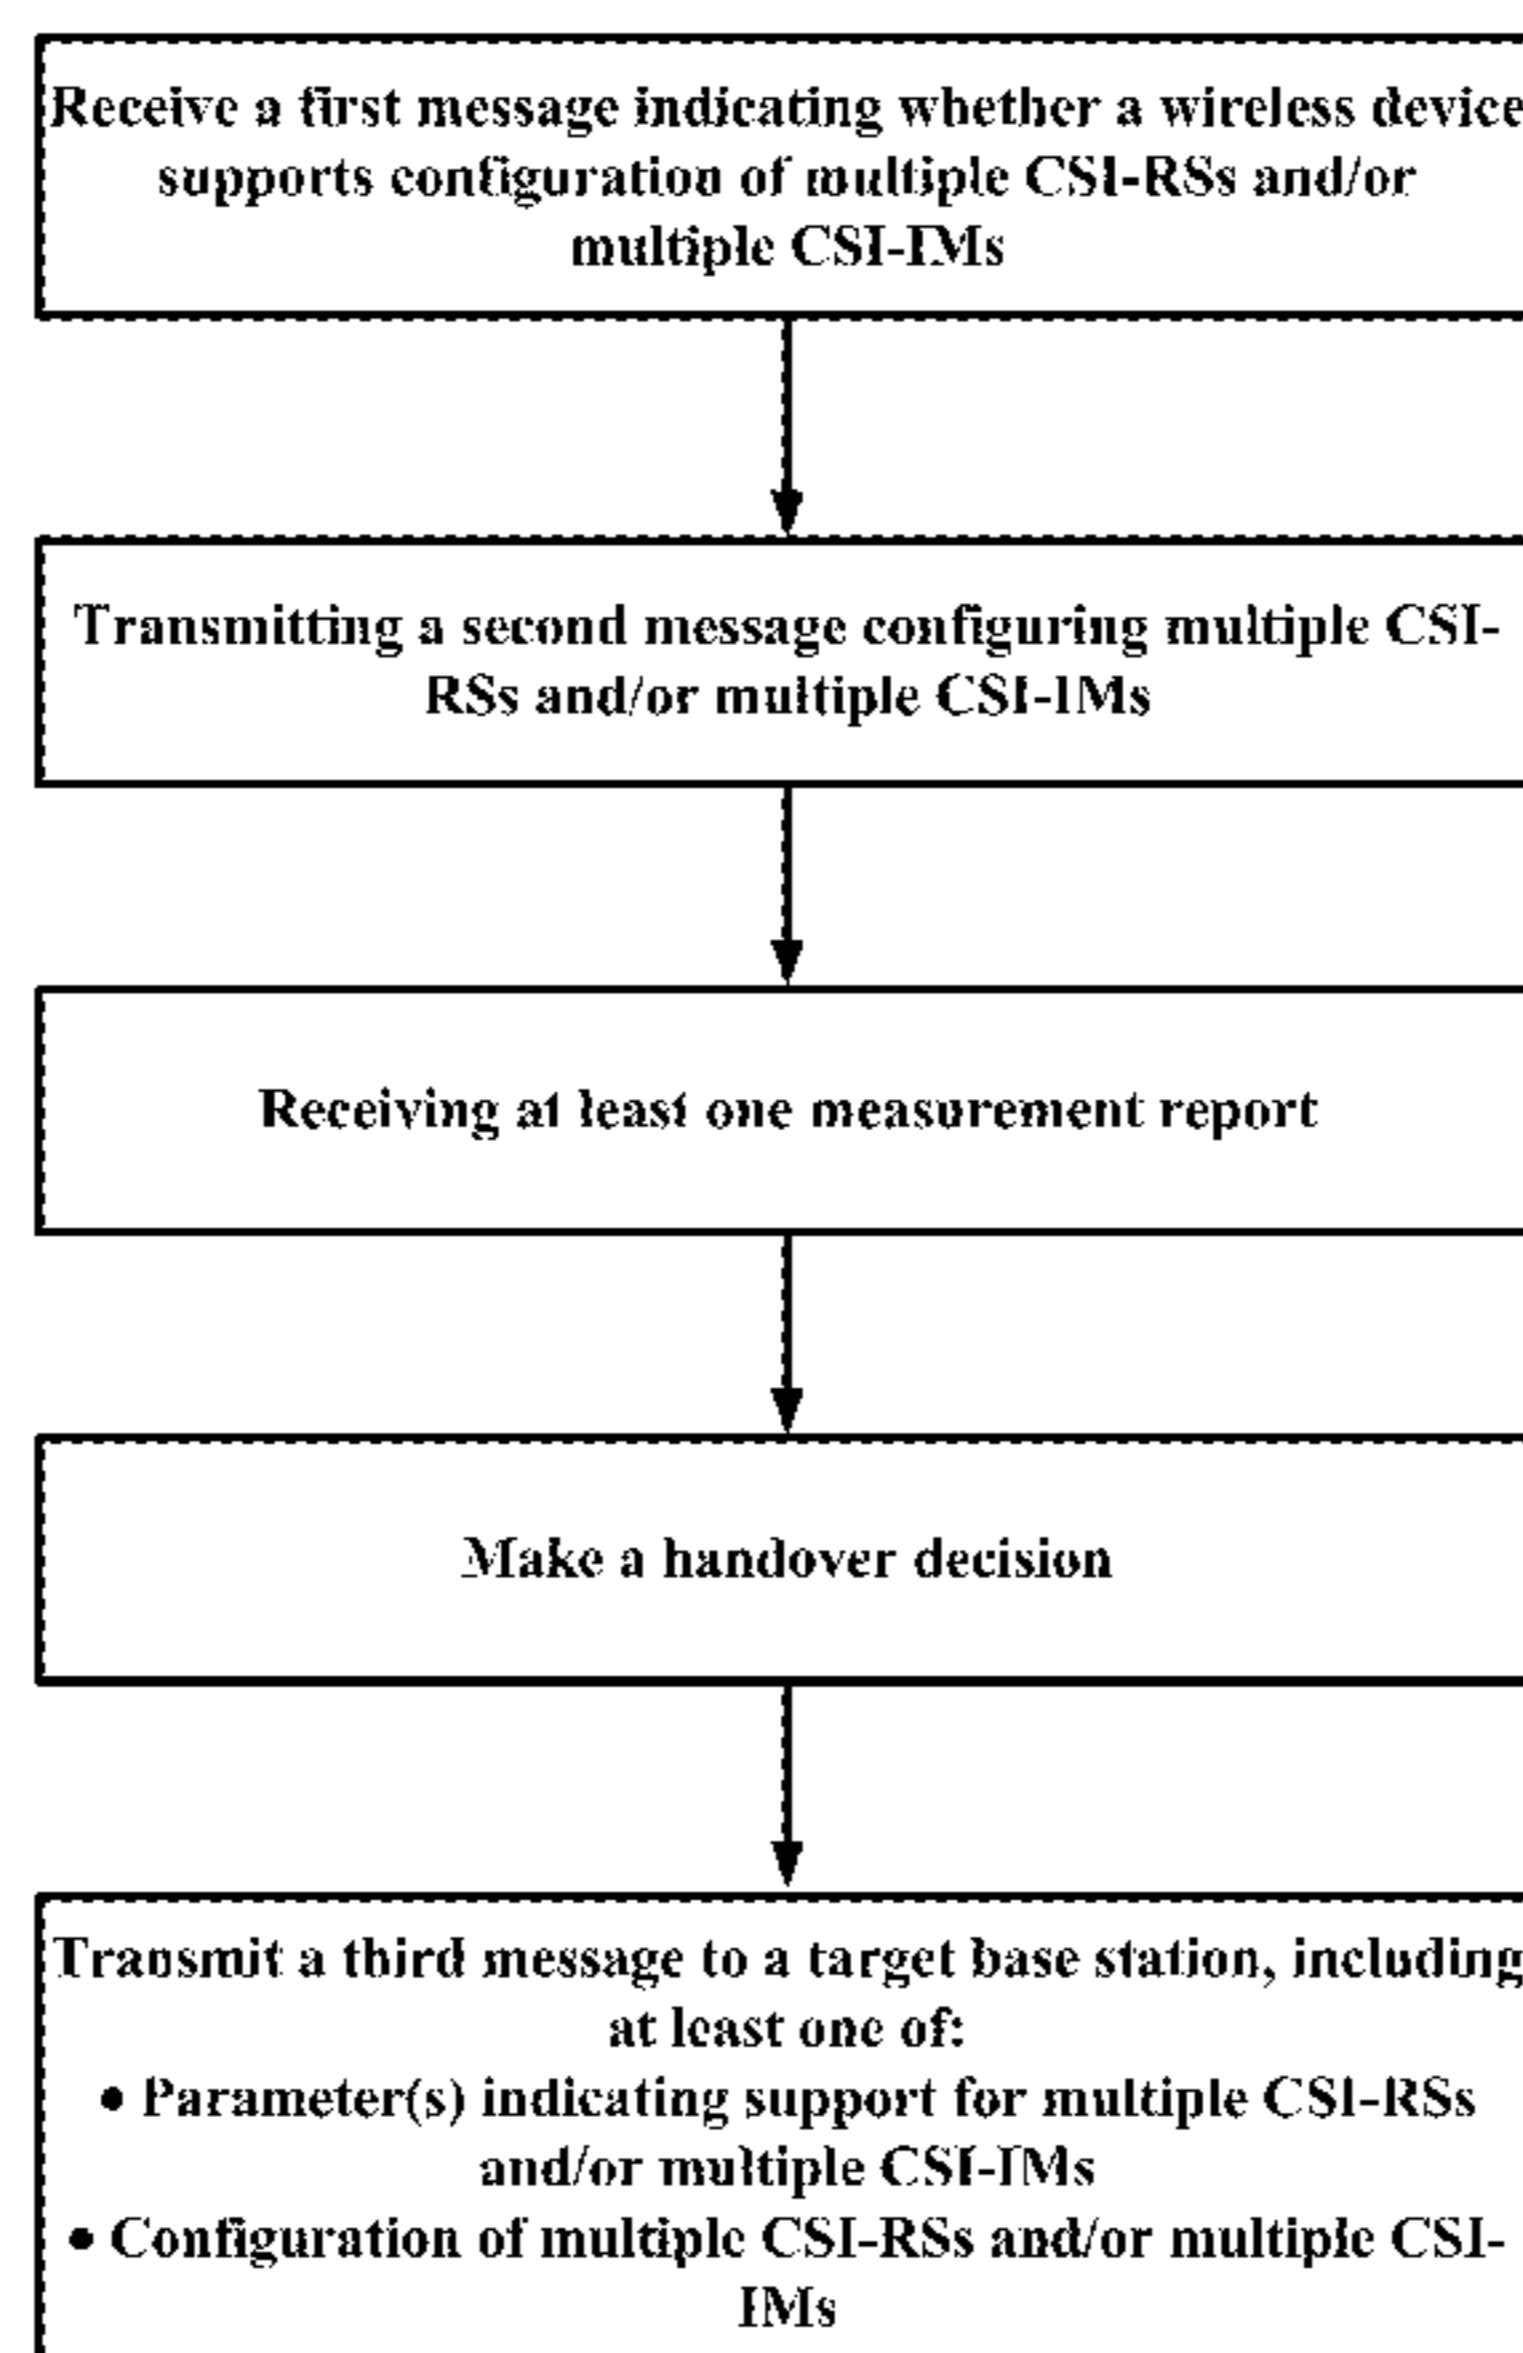 Receive a first message indicating whether a wireless device
supports configuration of multiple CSI-RSs and/or
multiple CSI-IMs
Transmitting a second message configuring multiple CSI-
RSs and/or multiple CSI-IMs
Receiving at least one measurement report
Make a handover decision
Transmit a third message to a target base station, including
at least one of:
• Parameter(s) indicating support for multiple CSI-RSs
and/or multiple CSI-IMs
• Configuration of multiple CSI-RSs and/or multiple CSI-
IMs